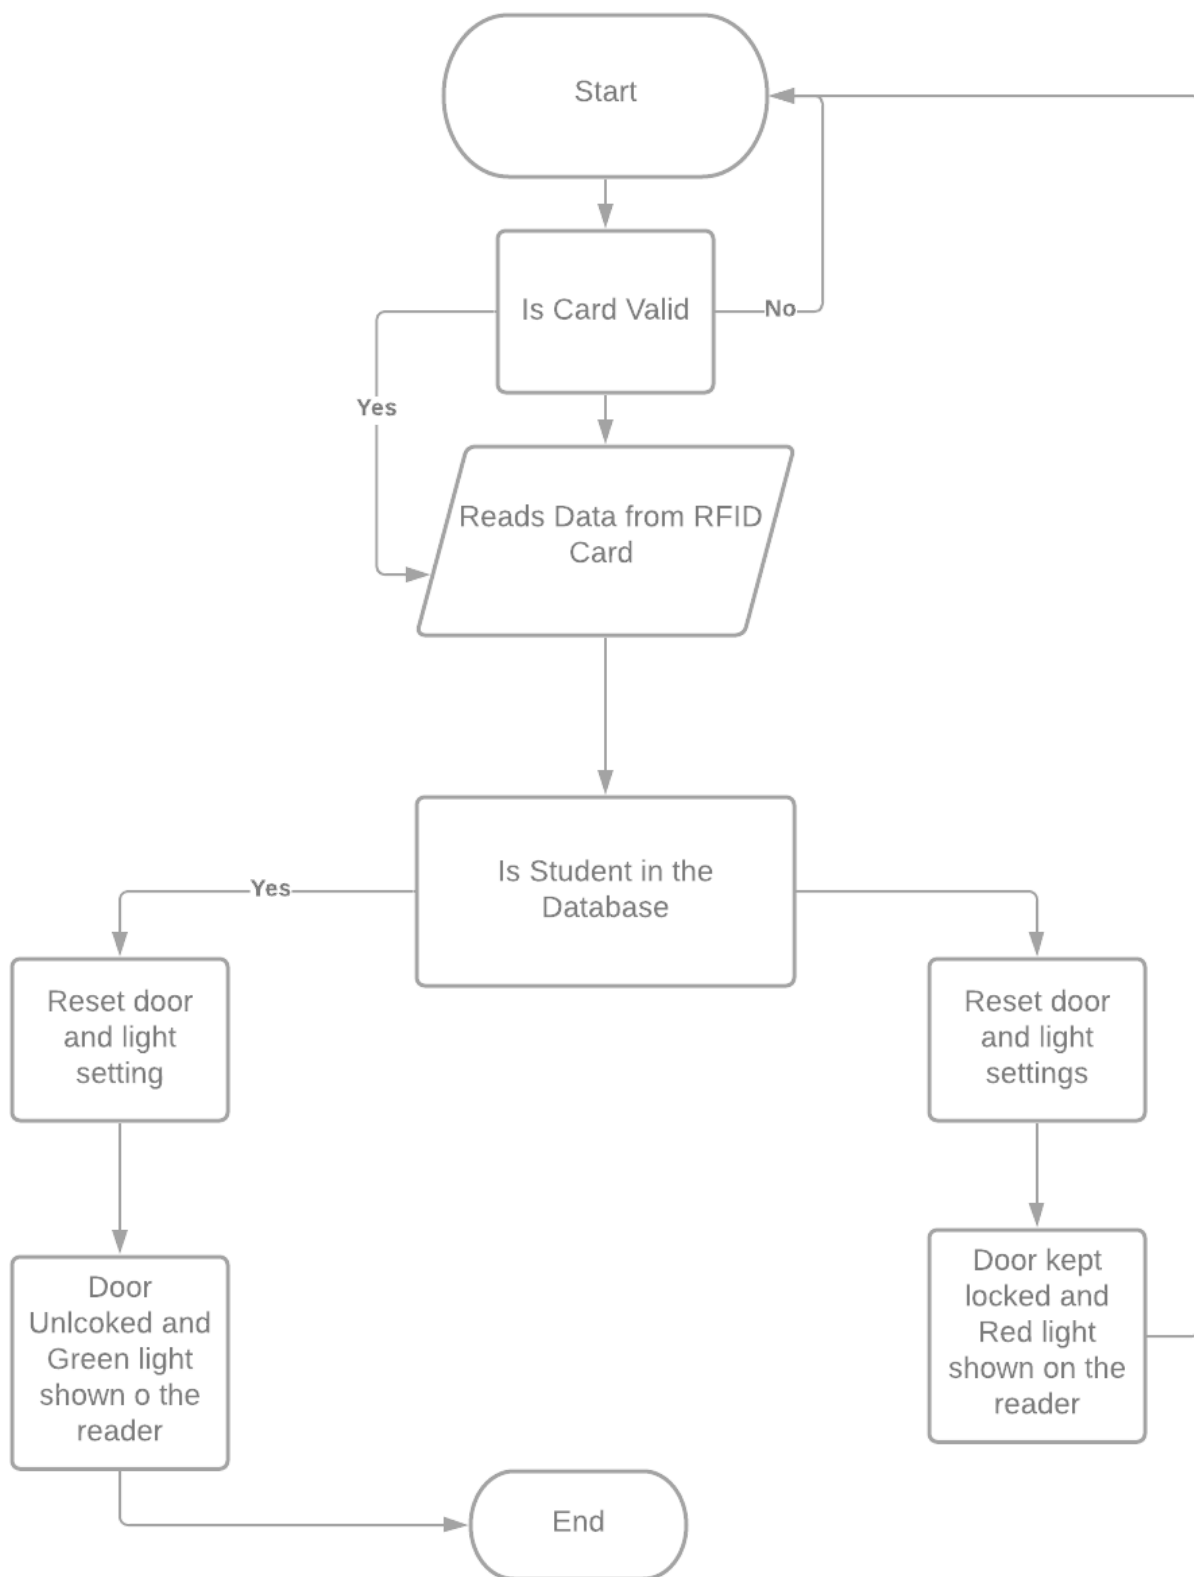 Start
Is Card Valid
No
Yes
Reads Data from RFID
Card
Is Student in the
Database
Yes
Reset door
and light
setting
Reset door
and light
settings
Door
Unlcoked and
Green light
shown o the
reader
Door kept
locked and
Red light
shown on the
reader
End